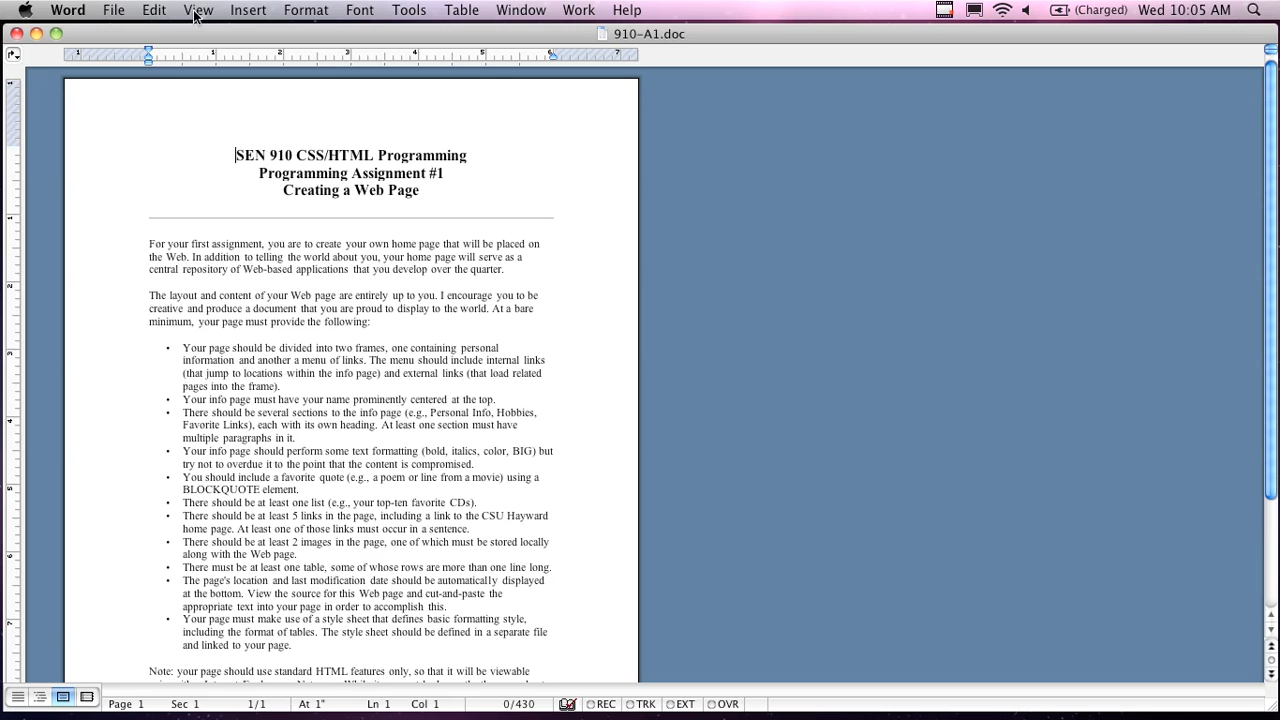 Word File Edit View Insert Format Font Tools Table Window Work Help (Charged) Wed 10:05 AM
910-A1.doc
1 1 2 3 4 5 6 7
SEN 910 CSS/HTML Programming
Programming Assignment #1
Creating a Web Page
For your first assignment, you are to create your own home page that will be placed on
the Web. In addition to telling the world about you, your home page will serve as a
central repository of Web-based applications that you develop over the quarter.
The layout and content of your Web page are entirely up to you. I encourage you to be
creative and produce a document that you are proud to display to the world. At a bare
minimum, your page must provide the following:
• Your page should be divided into two frames, one containing personal
information and another a menu of links. The menu should include internal links
(that jump to locations within the info page) and external links (that load related
pages into the frame).
• Your info page must have your name prominently centered at the top.
• There should be several sections to the info page (e.g., Personal Info, Hobbies,
Favorite Links), each with its own heading. At least one section must have
multiple paragraphs in it.
• Your info page should perform some text formatting (bold, italics, color, BIG) but
try not to overdue it to the point that the content is compromised.
• You should include a favorite quote (e.g., a poem or line from a movie) using a
BLOCKQUOTE element.
• There should be at least one list (e.g., your top-ten favorite CDs).
• There should be at least 5 links in the page, including a link to the CSU Hayward
home page. At least one of those links must occur in a sentence.
• There should be at least 2 images in the page, one of which must be stored locally
along with the Web page.
• There must be at least one table, some of whose rows are more than one line long.
• The page's location and last modification date should be automatically displayed
at the bottom. View the source for this Web page and cut-and-paste the
appropriate text into your page in order to accomplish this.
• Your page must make use of a style sheet that defines basic formatting style,
including the format of tables. The style sheet should be defined in a separate file
and linked to your page.
Note: your page should use standard HTML features only, so that it will be viewable
Page 1 Sec 1 1/1 At 1" Ln 1 Col 1 0/430 REC TRK EXT OVR